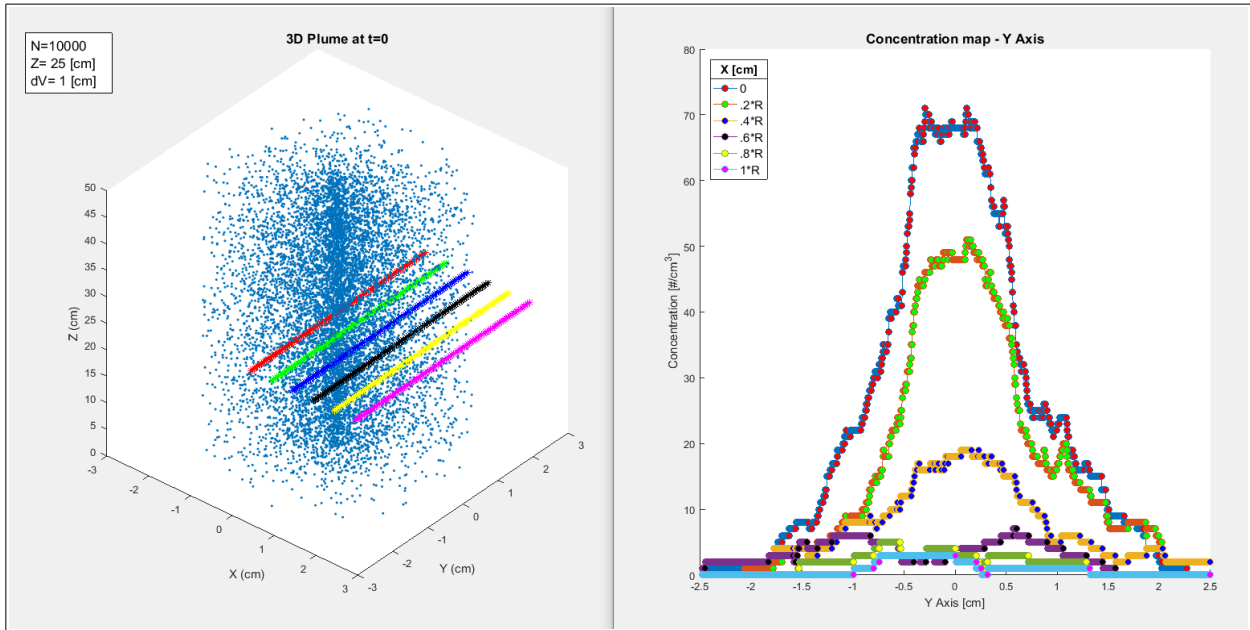 3D Plume at t=0
N=10000
Z= 25 [cm]
dV= 1 [cm]
50
45
40
35
30
25
20
15
10
5
0
Z (cm)
-3
-2
-1
0
1
2
3
X (cm)
-3
-2
-1
0
1
2
3
Y (cm)
Concentration map - Y Axis
X [cm]
0
.2*R
.4*R
.6*R
.8*R
1*R
80
70
60
50
40
30
20
10
0
Concentration [#/cm³]
-2.5
-2
-1.5
-1
-0.5
0
0.5
1
1.5
2
2.5
Y Axis [cm]